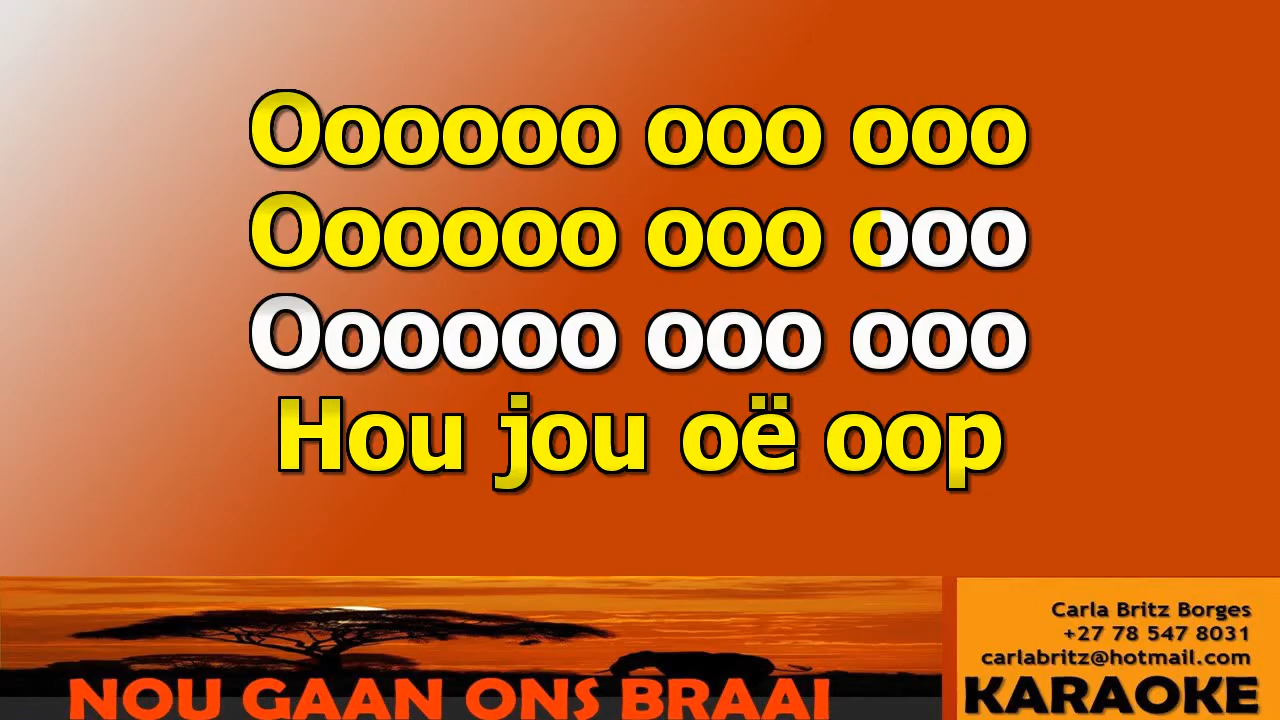 Oooooo ooo ooo
Oooooo ooo ooo
Oooooo ooo ooo
Hou jou oë oop
NOU GAAN ONS BRAAI
Carla Britz Borges
+27 78 547 8031
carlabritz@hotmail.com
KARAOKE